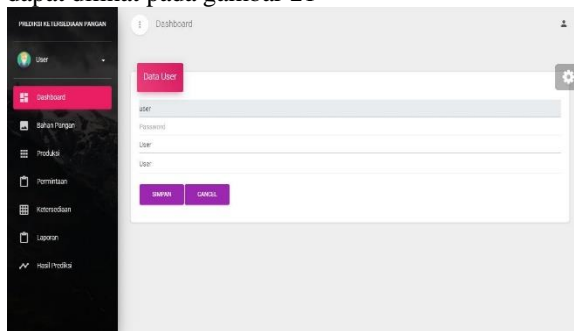 dapat dilihat pada gambar 21
PREDIKSI KETERSEDIAAN PANGAN
Dashboard
User
Data User
Dashboard
user
Bahan Pangan
Password
User
Produksi
User
Permintaan
SIMPAN CANCEL
Ketersediaan
Laporan
Hasil Prediksi